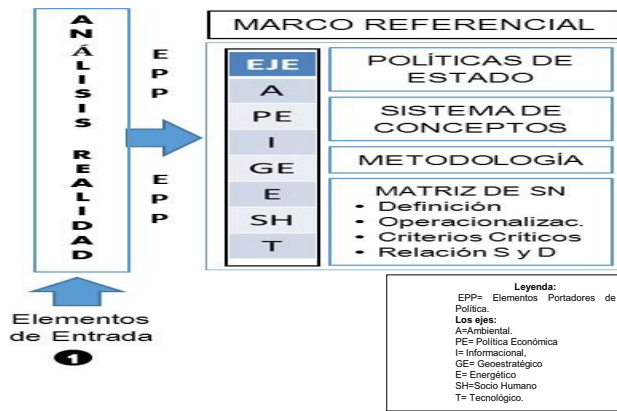 ANÁLISIS REALIDAD
EPP
EPP
Elementos
de Entrada
1
MARCO REFERENCIAL
EJE
A
PE
I
GE
E
SH
T
POLÍTICAS DE
ESTADO
SISTEMA DE
CONCEPTOS
METODOLOGÍA
MATRIZ DE SN
• Definición
• Operacionalizac.
• Criterios Críticos
• Relación S y D
Leyenda:
EPP= Elementos Portadores de
Política.
Los ejes:
A=Ambiental.
PE= Política Económica
I= Informacional,
GE= Geoestratégico
E= Energético
SH=Socio Humano
T= Tecnológico.